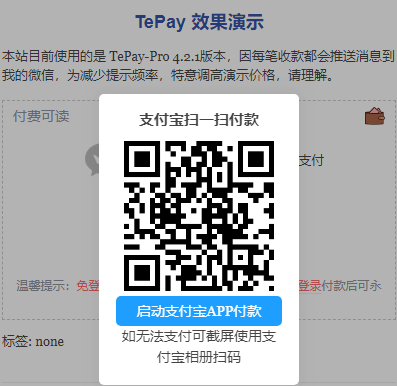 TePay 效果演示
本站目前使用的是 TePay-Pro 4.2.1版本，因每笔收款都会推送消息到
我的微信，为减少提示频率，特意调高演示价格，请理解。
付费可读
支付宝扫一扫付款
支付
温馨提示：免登
登录付款后可永
启动支付宝APP付款
如无法支付可截屏使用支
付宝相册扫码
标签: none